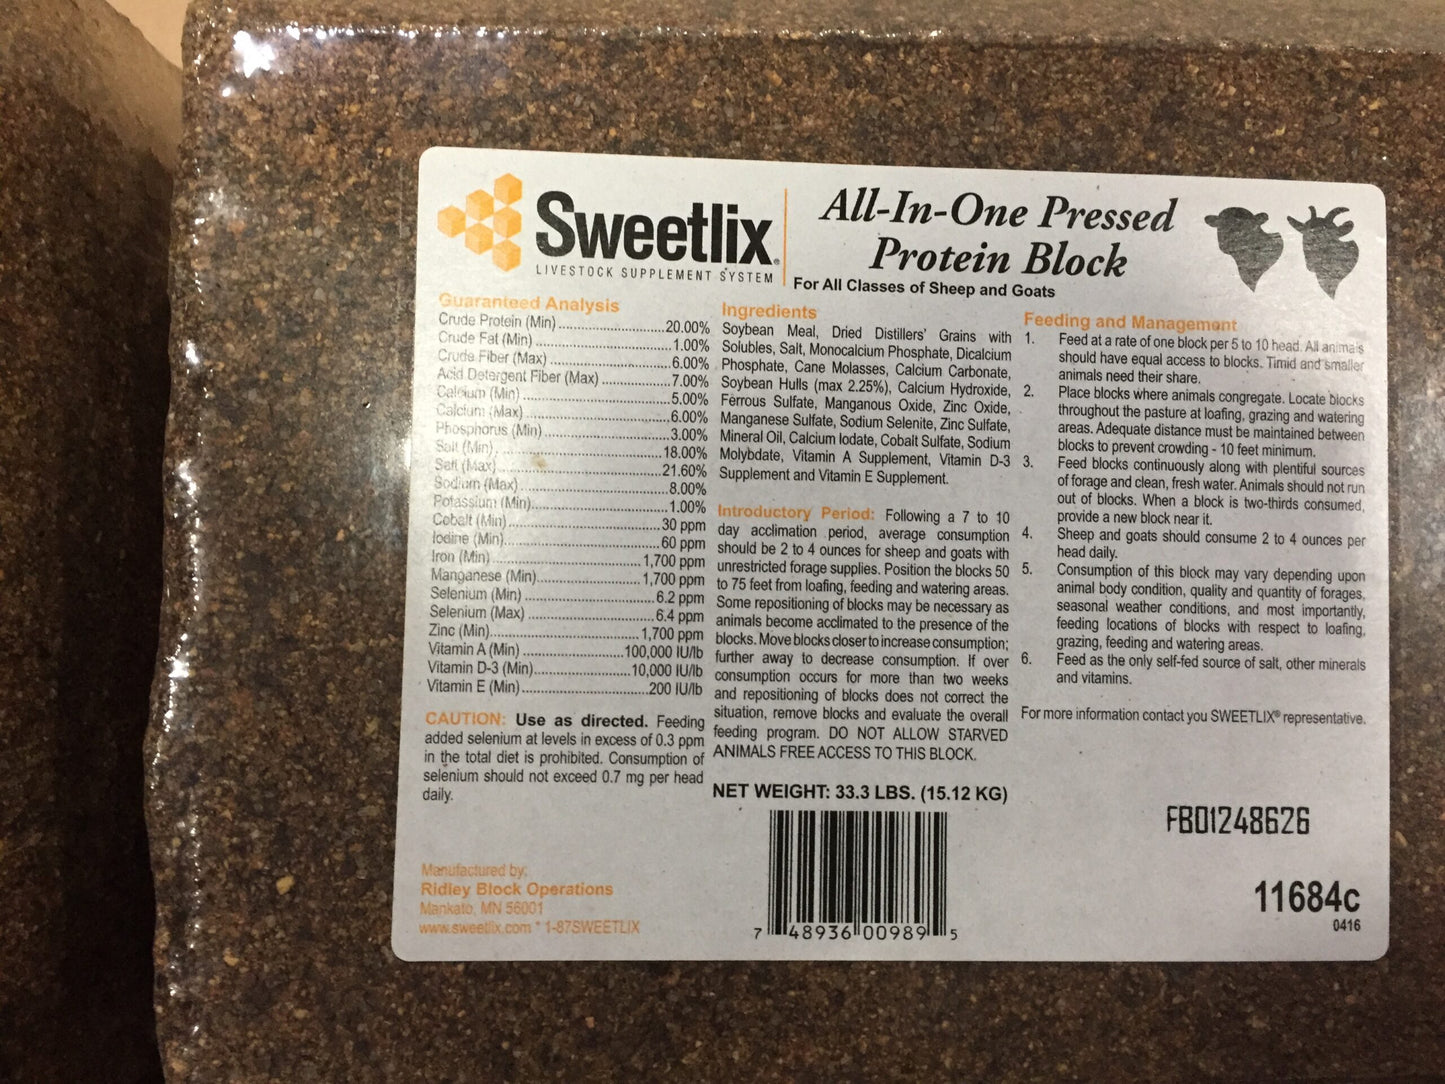 Sweetlix®
LIVESTOCK SUPPLEMENT SYSTEM
All-In-One Pressed
Protein Block
For All Classes of Sheep and Goats
Guaranteed Analysis
Crude Protein (Min) 20.00%
Crude Fat (Min) 1.00%
Crude Fiber (Max) 6.00%
Acid Detergent Fiber (Max) 7.00%
Calcium (Min) 5.00%
Calcium (Max) 6.00%
Phosphorus (Min) 3.00%
Salt (Min) 18.00%
Salt (Max) 21.60%
Sodium (Max) 8.00%
Potassium (Min) 1.00%
Cobalt (Min) 30 ppm
Iodine (Min) 60 ppm
Iron (Min) 1,700 ppm
Manganese (Min) 1,700 ppm
Selenium (Min) 6.2 ppm
Selenium (Max) 6.4 ppm
Zinc (Min) 1,700 ppm
Vitamin A (Min) 100,000 IU/lb
Vitamin D-3 (Min) 10,000 IU/lb
Vitamin E (Min) 200 IU/lb
CAUTION: Use as directed. Feeding
added selenium at levels in excess of 0.3 ppm
in the total diet is prohibited. Consumption of
selenium should not exceed 0.7 mg per head
daily.
Manufactured by:
Ridley Block Operations
Mankato, MN 56001
www.sweetlix.com * 1-87SWEETLIX
Ingredients
Soybean Meal, Dried Distillers' Grains with
Solubles, Salt, Monocalcium Phosphate, Dicalcium
Phosphate, Cane Molasses, Calcium Carbonate,
Soybean Hulls (max 2.25%), Calcium Hydroxide,
Ferrous Sulfate, Manganous Oxide, Zinc Oxide,
Manganese Sulfate, Sodium Selenite, Zinc Sulfate,
Mineral Oil, Calcium Iodate, Cobalt Sulfate, Sodium
Molybdate, Vitamin A Supplement, Vitamin D-3
Supplement and Vitamin E Supplement.
Introductory Period: Following a 7 to 10
day acclimation period, average consumption
should be 2 to 4 ounces for sheep and goats with
unrestricted forage supplies. Position the blocks 50
to 75 feet from loafing, feeding and watering areas.
Some repositioning of blocks may be necessary as
animals become acclimated to the presence of the
blocks. Move blocks closer to increase consumption;
further away to decrease consumption. If over
consumption occurs for more than two weeks
and repositioning of blocks does not correct the
situation, remove blocks and evaluate the overall
feeding program. DO NOT ALLOW STARVED
ANIMALS FREE ACCESS TO THIS BLOCK.
NET WEIGHT: 33.3 LBS. (15.12 KG)
7 48936 00989 5
Feeding and Management
1. Feed at a rate of one block per 5 to 10 head. All animals
should have equal access to blocks. Timid and smaller
animals need their share.
2. Place blocks where animals congregate. Locate blocks
throughout the pasture at loafing, grazing and watering
areas. Adequate distance must be maintained between
blocks to prevent crowding - 10 feet minimum.
3. Feed blocks continuously along with plentiful sources
of forage and clean, fresh water. Animals should not run
out of blocks. When a block is two-thirds consumed,
provide a new block near it.
4. Sheep and goats should consume 2 to 4 ounces per
head daily.
5. Consumption of this block may vary depending upon
animal body condition, quality and quantity of forages,
seasonal weather conditions, and most importantly,
feeding locations of blocks with respect to loafing,
grazing, feeding and watering areas.
6. Feed as the only self-fed source of salt, other minerals
and vitamins.
For more information contact you SWEETLIX® representative.
FB01248626
11684c
0416